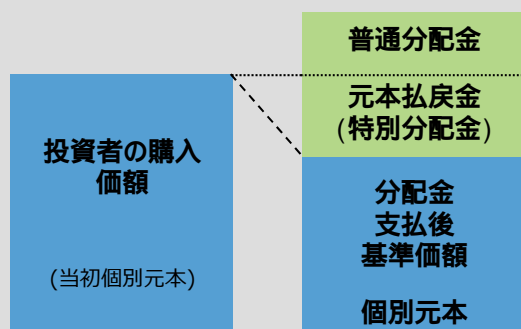 投資者の購入
価額
(当初個別元本)
普通分配金
元本払戻金
(特別分配金)
分配金
支払後
基準価額
個別元本